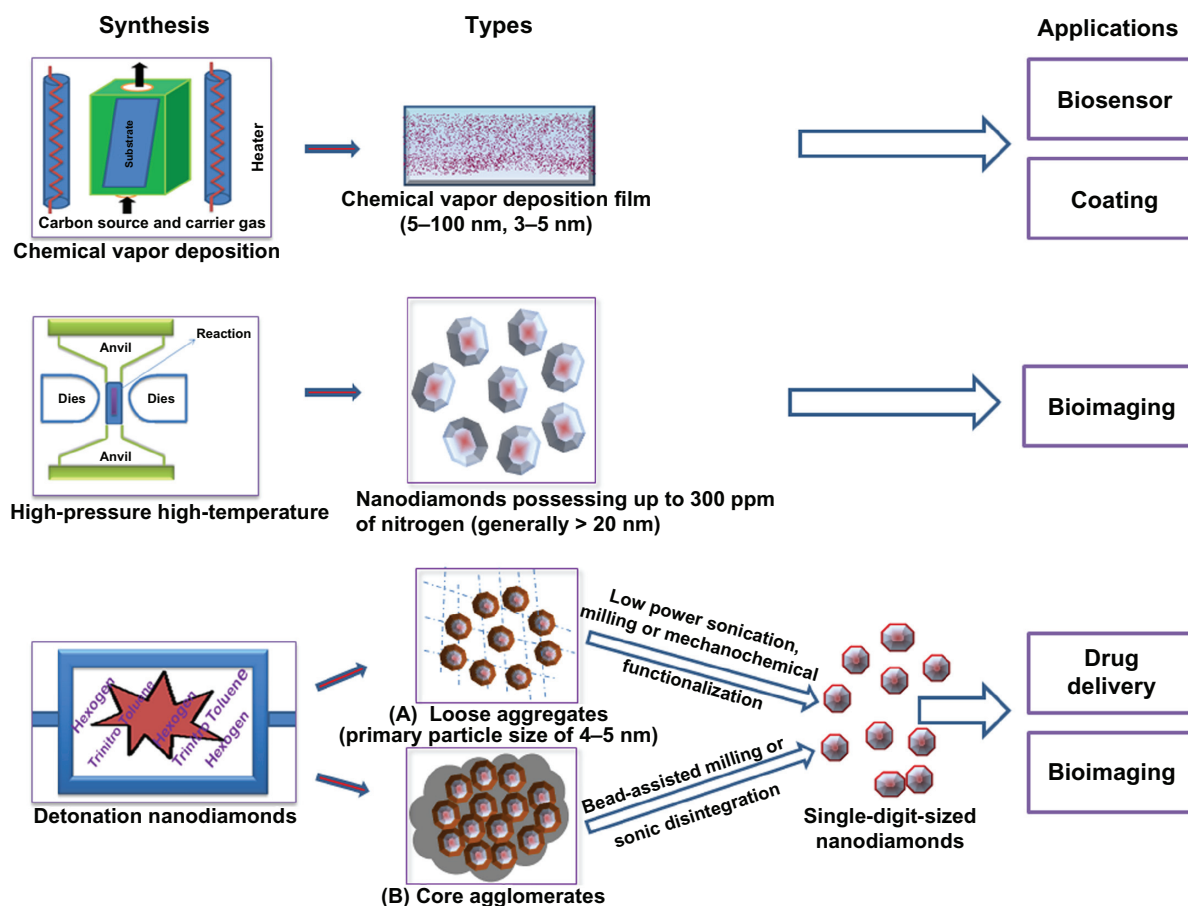 Synthesis
Types
Applications
Substrate
Heater
Carbon source and carrier gas
Chemical vapor deposition
Chemical vapor deposition film
(5–100 nm, 3–5 nm)
Biosensor
Coating
Anvil
Reaction
Dies
Dies
Anvil
High-pressure high-temperature
Nanodiamonds possessing up to 300 ppm
of nitrogen (generally > 20 nm)
Bioimaging
Hexogen
Trinitro Toluene
Hexogen
Trinitro Toluene
Hexogen
Detonation nanodiamonds
(A) Loose aggregates
(primary particle size of 4–5 nm)
(B) Core agglomerates
Low power sonication,
milling or mechanochemical
functionalization
Bead-assisted milling or
sonic disintegration
Single-digit-sized
nanodiamonds
Drug
delivery
Bioimaging